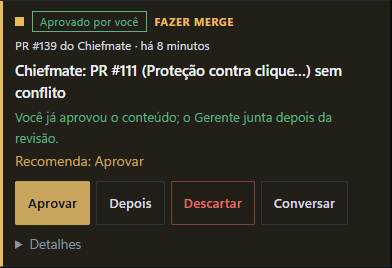 Aprovado por você FAZER MERGE
PR #139 do Chiefmate · há 8 minutos
Chiefmate: PR #111 (Proteção contra clique…) sem
conflito
Você já aprovou o conteúdo; o Gerente junta depois da
revisão.
Recomenda: Aprovar
Aprovar Depois Descartar Conversar
Detalhes